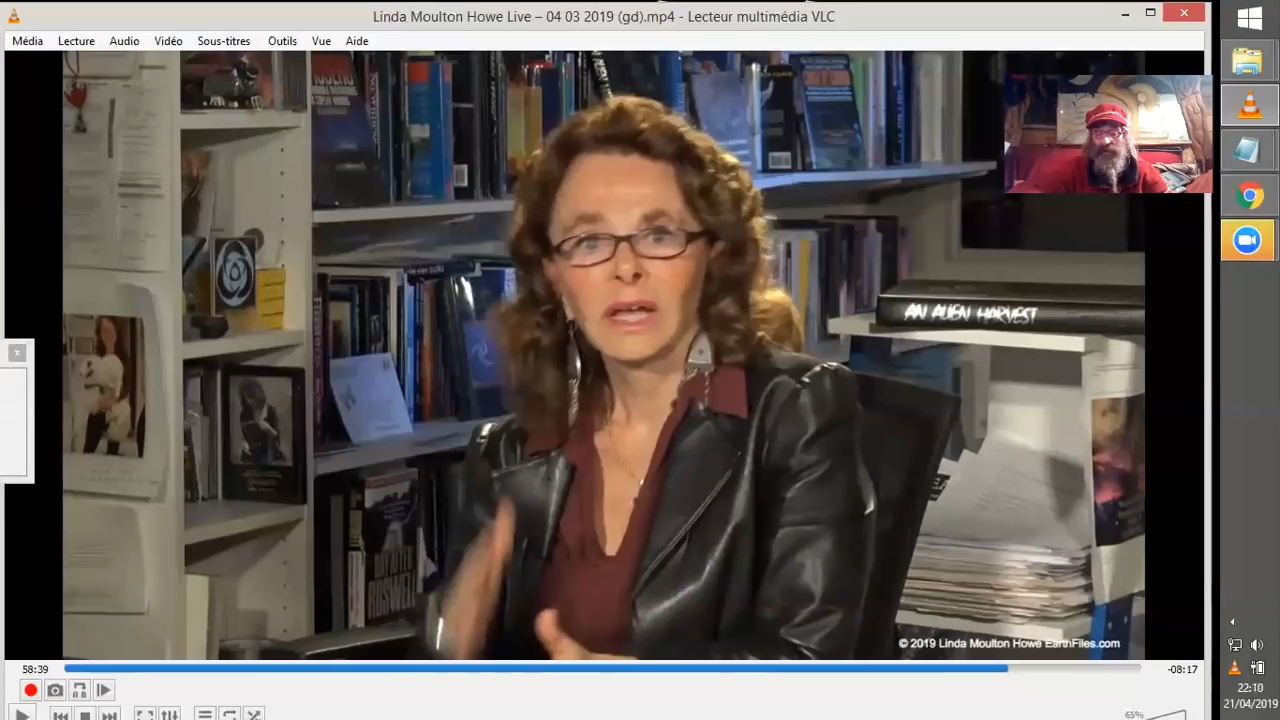 Linda Moulton Howe Live – 04 03 2019 (gd).mp4 - Lecteur multimédia VLC
Média Lecture Audio Vidéo Sous-titres Outils Vue Aide
AN ALIEN HARVEST
ROSWELL
© 2019 Linda Moulton Howe EarthFiles.com
58:39
-08:17
65%
22:10
21/04/2019